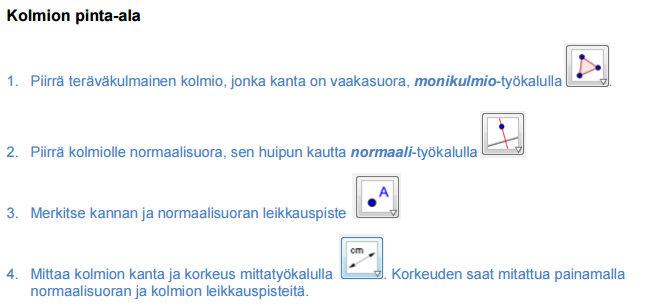 Kolmion pinta-ala
1. Piirrä teräväkulmainen kolmio, jonka kanta on vaakasuora, monikulmio-työkalulla .
2. Piirrä kolmiolle normaalisuora, sen huipun kautta normaali-työkalulla
3. Merkitse kannan ja normaalisuoran leikkauspiste A
4. Mittaa kolmion kanta ja korkeus mittatyökalulla cm . Korkeuden saat mitattua painamalla
normaalisuoran ja kolmion leikkauspisteitä.